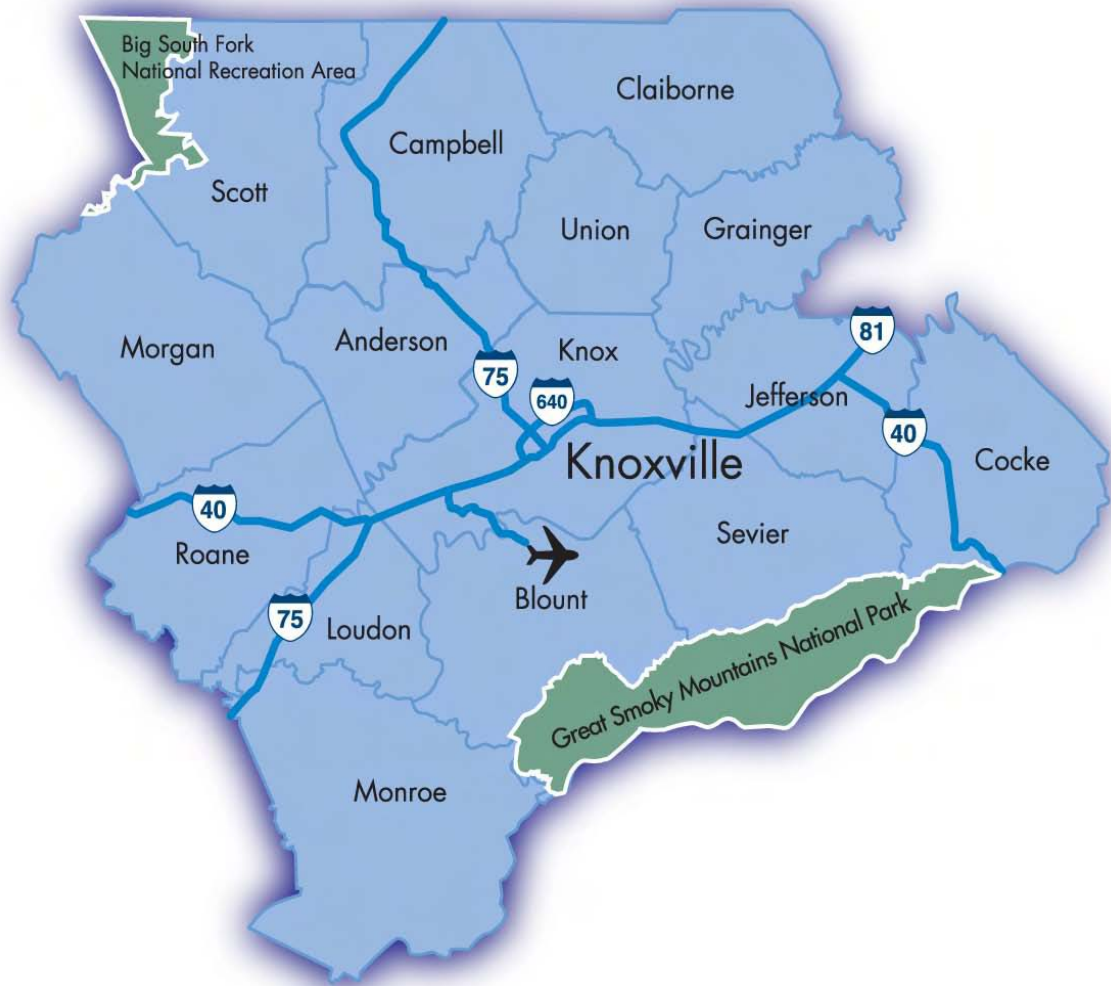 Big South Fork
National Recreation Area
Claiborne
Campbell
Scott
Union
Grainger
81
Morgan
Anderson
Knox
75
640
Jefferson
40
Knoxville
Cocke
40
Roane
Sevier
Blount
75
Loudon
Great Smoky Mountains National Park
Monroe